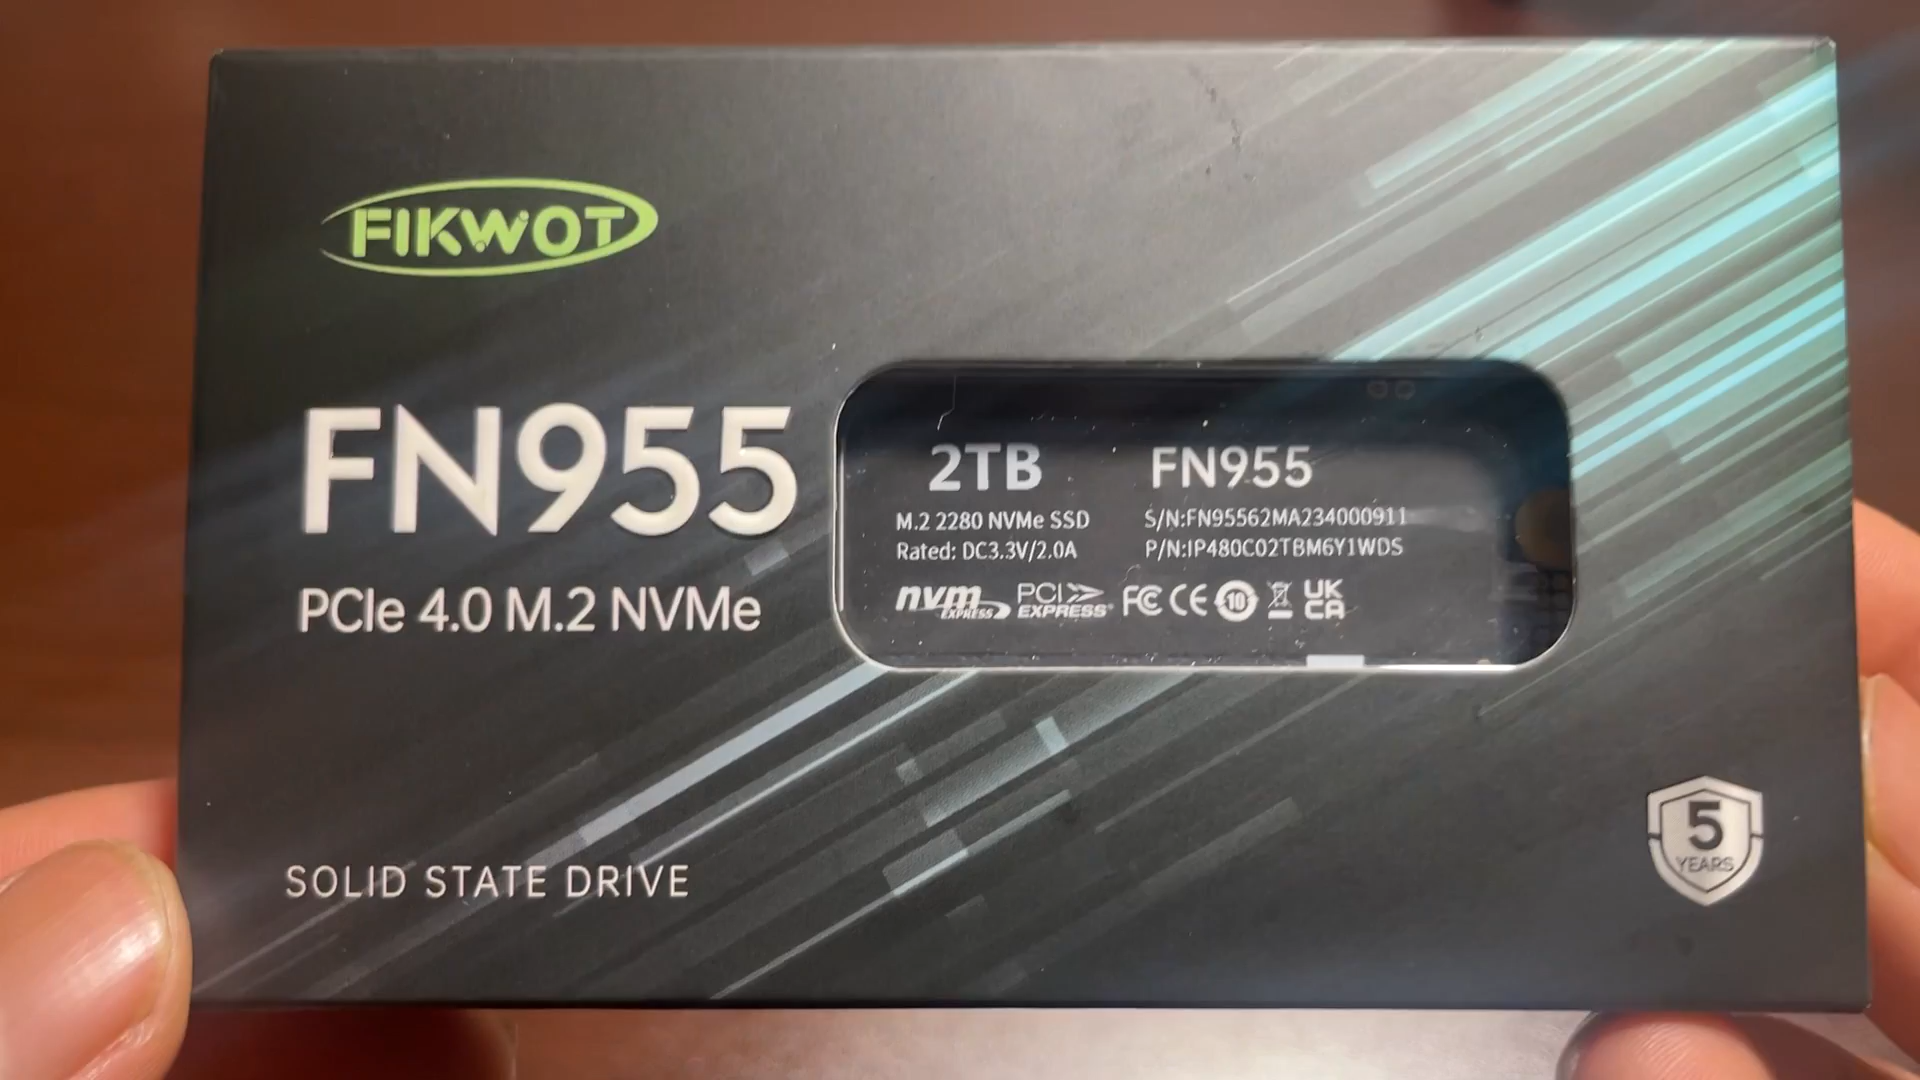 FIKWOT
FN955
PCIe 4.0 M.2 NVMe
2TB
M.2 2280 NVMe SSD
Rated: DC3.3V/2.0A
FN955
S/N:FN95562MA234000911
P/N:IP480C02TBM6Y1WDS
nvm EXPRESS
PCI EXPRESS®
FC CE 10 UK CA
SOLID STATE DRIVE
5
YEARS